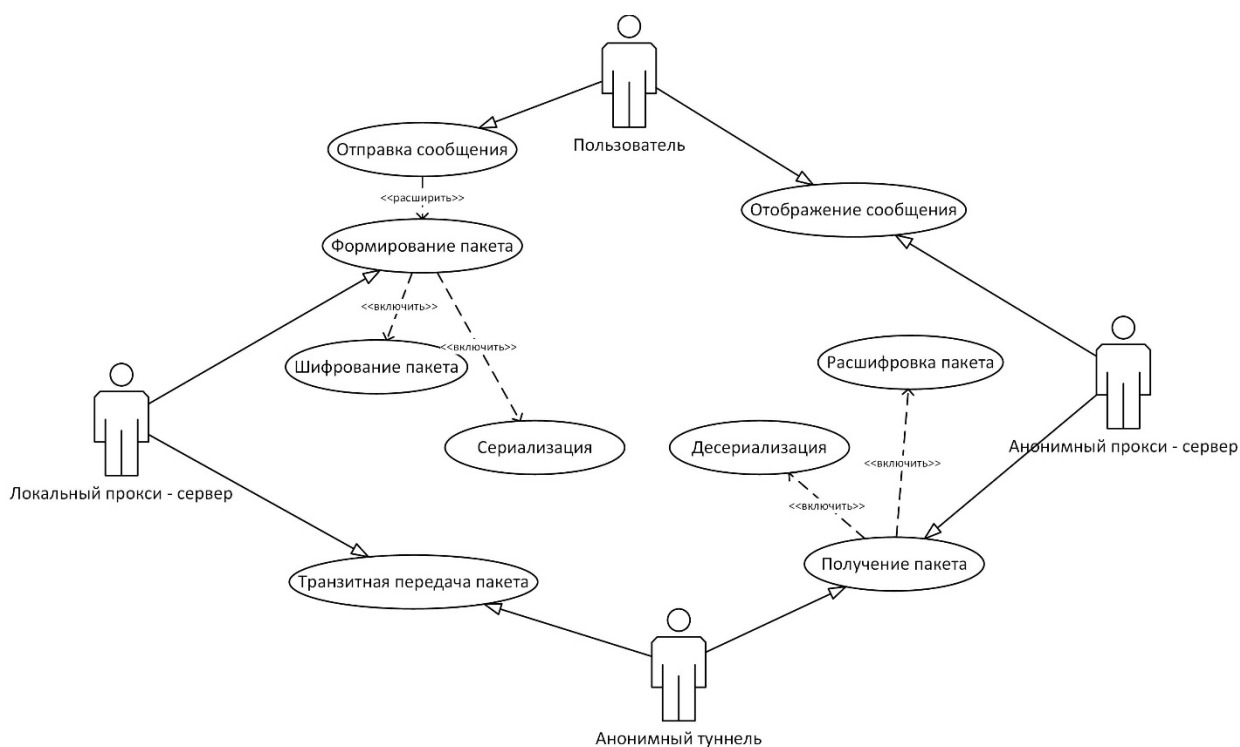 Пользователь
Отправка сообщения
<<расширить>>
Отображение сообщения
Формирование пакета
<<включить>>
<<включить>>
Шифрование пакета
Расшифровка пакета
Сериализация
Десериализация
Анонимный прокси - сервер
<<включить>>
Локальный прокси - сервер
<<включить>>
Получение пакета
Транзитная передача пакета
Анонимный туннель